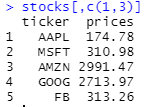 > stocks[,c(1,3)]
ticker prices
1 AAPL 174.78
2 MSFT 310.98
3 AMZN 2991.47
4 GOOG 2713.97
5 FB 313.26